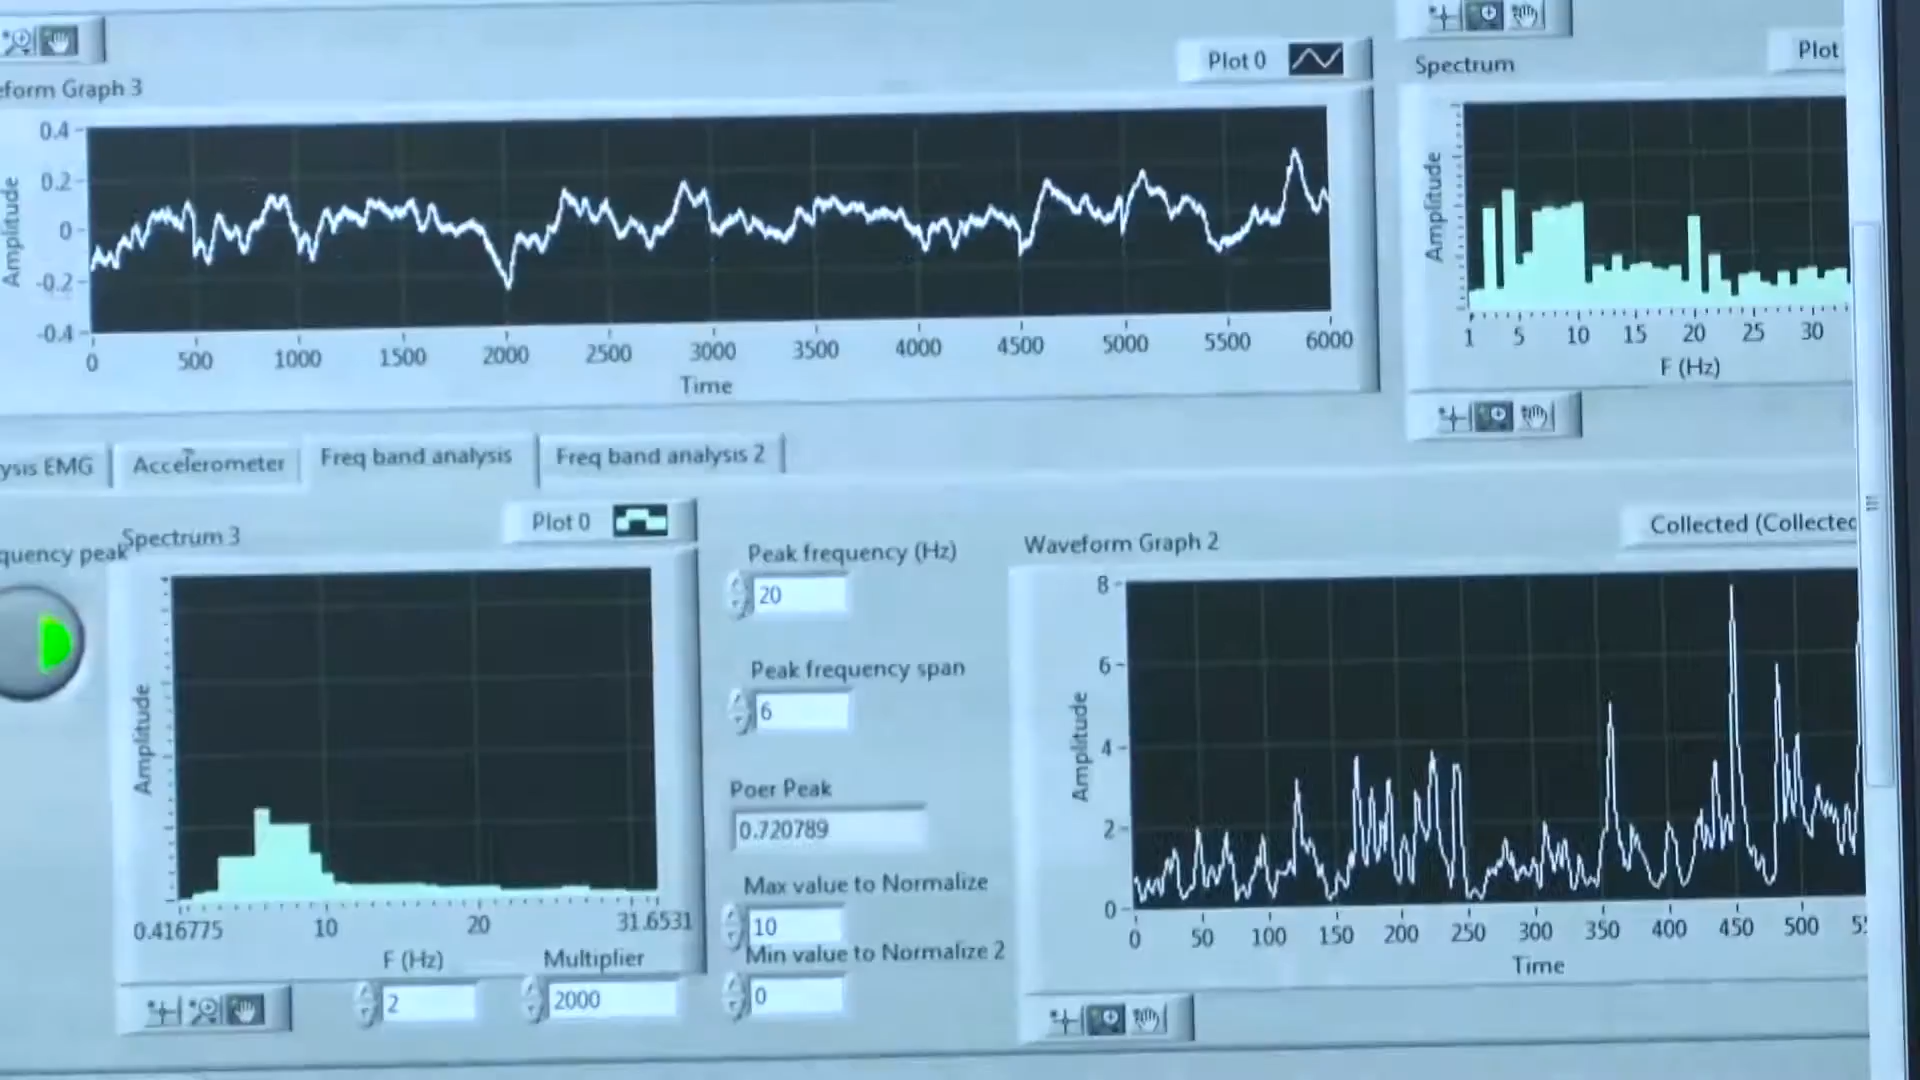 Plot 0
Plot
eform Graph 3
Spectrum
0.4
0.2
0
-0.2
-0.4
Amplitude
0 500 1000 1500 2000 2500 3000 3500 4000 4500 5000 5500 6000
Time
Amplitude
1 5 10 15 20 25 30
F (Hz)
ysis EMG
Accelerometer
Freq band analysis
Freq band analysis 2
quency peak
Spectrum 3
Plot 0
Amplitude
0.416775 10 20 31.6531
F (Hz)
Multiplier
2
2000
Peak frequency (Hz)
20
Peak frequency span
6
Poer Peak
0.720789
Max value to Normalize
10
Min value to Normalize 2
0
Waveform Graph 2
Collected (Collected
8
6
4
2
0
Amplitude
0 50 100 150 200 250 300 350 400 450 500 5
Time